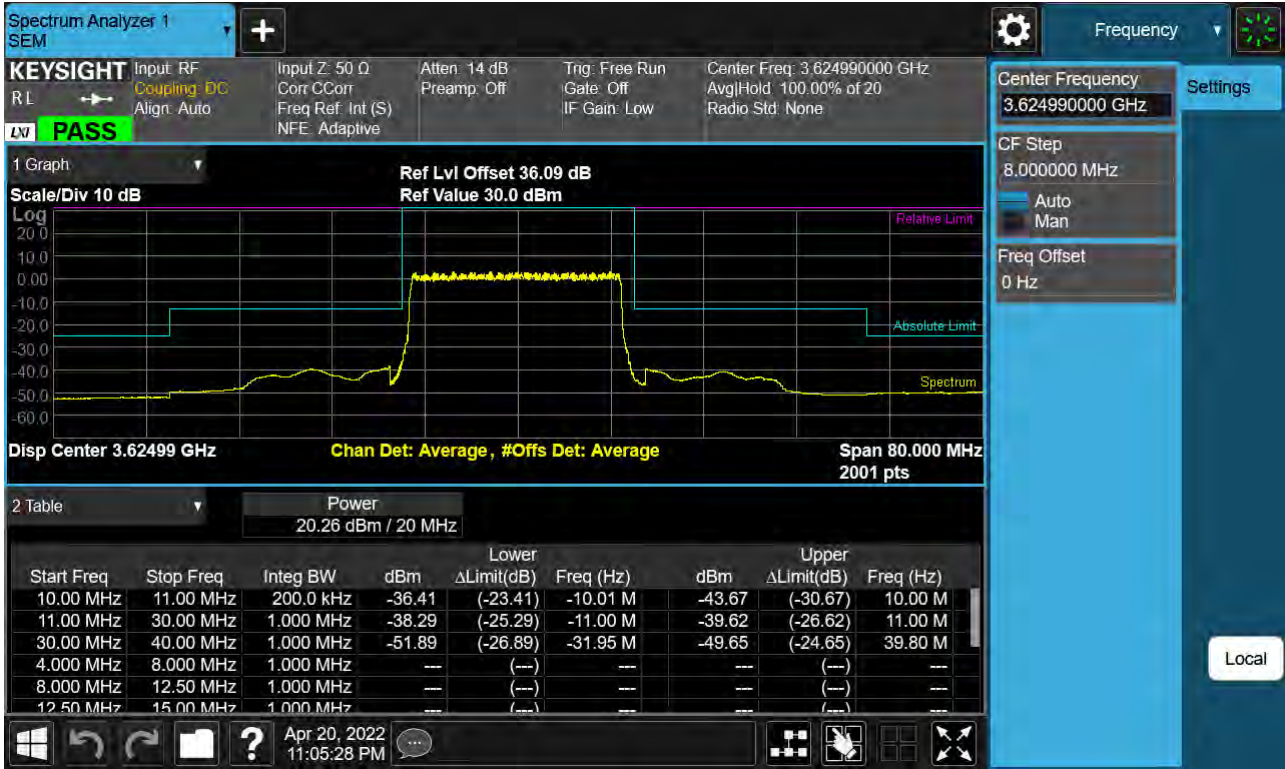 Spectrum Analyzer 1
SEM
Frequency
KEYSIGHT
Input: RF
Coupling: DC
Align: Auto
Input Z: 50 Ω
Corr CCorr
Freq Ref: Int (S)
NFE: Adaptive
Atten: 14 dB
Preamp: Off
Trig: Free Run
Gate: Off
IF Gain: Low
Center Freq: 3.624990000 GHz
Avg|Hold: 100.00% of 20
Radio Std: None
R L
LXI
PASS
Center Frequency
3.624990000 GHz
Settings
CF Step
8.000000 MHz
Auto
Man
Freq Offset
0 Hz
1 Graph
Scale/Div 10 dB
Ref Lvl Offset 36.09 dB
Ref Value 30.0 dBm
Log
20.0
10.0
0.00
-10.0
-20.0
-30.0
-40.0
-50.0
-60.0
Relative Limit
Absolute Limit
Spectrum
Disp Center 3.62499 GHz
Chan Det: Average, #Offs Det: Average
Span 80.000 MHz
2001 pts
2 Table
Power
20.26 dBm / 20 MHz
Lower Upper
Start Freq Stop Freq Integ BW dBm ΔLimit(dB) Freq (Hz) dBm ΔLimit(dB) Freq (Hz)
10.00 MHz 11.00 MHz 200.0 kHz -36.41 (-23.41) -10.01 M -43.67 (-30.67) 10.00 M
11.00 MHz 30.00 MHz 1.000 MHz -38.29 (-25.29) -11.00 M -39.62 (-26.62) 11.00 M
30.00 MHz 40.00 MHz 1.000 MHz -51.89 (-26.89) -31.95 M -49.65 (-24.65) 39.80 M
4.000 MHz 8.000 MHz 1.000 MHz --- (---) --- --- (---) ---
8.000 MHz 12.50 MHz 1.000 MHz --- (---) --- --- (---) ---
12.50 MHz 15.00 MHz 1.000 MHz --- (---) --- --- (---) ---
Local
?
Apr 20, 2022
11:05:28 PM